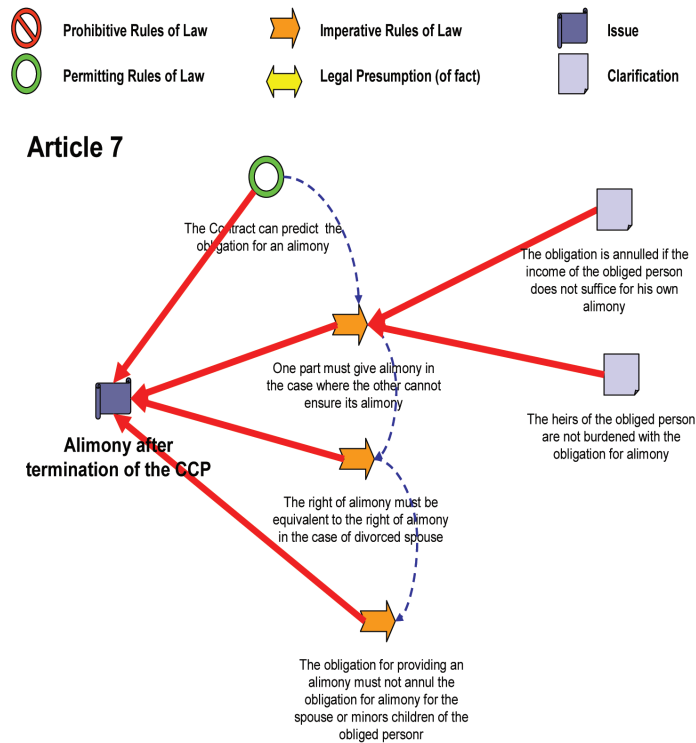 Prohibitive Rules of Law
Imperative Rules of Law
Issue
Permitting Rules of Law
Legal Presumption (of fact)
Clarification
Article 7
The Contract can predict the
obligation for an alimony
The obligation is annulled if the
income of the obliged person
does not suffice for his own
alimony
One part must give alimony in
the case where the other cannot
ensure its alimony
The heirs of the obliged person
are not burdened with the
obligation for alimony
Alimony after
termination of the CCP
The right of alimony must be
equivalent to the right of alimony
in the case of divorced spouse
The obligation for providing an
alimony must not annul the
obligation for alimony for the
spouse or minors children of the
obliged personr